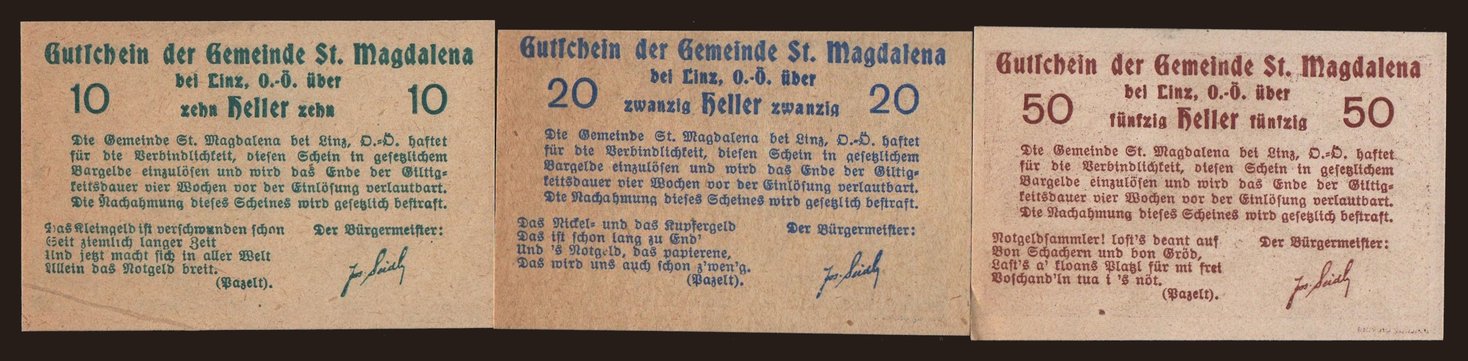 Gutschein der Gemeinde St. Magdalena
bei Linz, O.-Ö. über
10 zehn Heller zehn 10
Die Gemeinde St. Magdalena bei Linz, O.-Ö. haftet
für die Verbindlichkeit, diesen Schein in gesetzlichem
Bargelde einzulösen und wird das Ende der Giltig-
keitsdauer vier Wochen vor der Einlösung verlautbart.
Die Nachahmung dieses Scheines wird gesetzlich bestraft.
Das Kleingeld ist verschwunden schon
Seit ziemlich langer Zeit
Und jetzt macht sich in aller Welt
Allein das Notgeld breit.
(Pazelt).
Der Bürgermeister:
Jos. Seidl
Gutschein der Gemeinde St. Magdalena
bei Linz, O.-Ö. über
20 zwanzig Heller zwanzig 20
Die Gemeinde St. Magdalena bei Linz, O.-Ö. haftet
für die Verbindlichkeit, diesen Schein in gesetzlichem
Bargelde einzulösen und wird das Ende der Giltig-
keitsdauer vier Wochen vor der Einlösung verlautbart.
Die Nachahmung dieses Scheines wird gesetzlich bestraft.
Das Nickel- und das Kupfergeld
Das ist schon lang zu End'
Und 's Notgeld, das papierene,
Das wird uns auch schon z'wen'g.
(Pazelt).
Der Bürgermeister:
Jos. Seidl
Gutschein der Gemeinde St. Magdalena
bei Linz, O.-Ö. über
50 fünfzig Heller fünfzig 50
Die Gemeinde St. Magdalena bei Linz, O.-Ö. haftet
für die Verbindlichkeit, diesen Schein in gesetzlichem
Bargelde einzulösen und wird das Ende der Giltig-
keitsdauer vier Wochen vor der Einlösung verlautbart.
Die Nachahmung dieses Scheines wird gesetzlich bestraft.
Notgeldsammler! lost's deant auf
Von Schachern und von Gröd,
Last's a' kloans Platzl für mi frei
Voschand'ln tua i 's nöt.
(Pazelt).
Der Bürgermeister:
Jos. Seidl